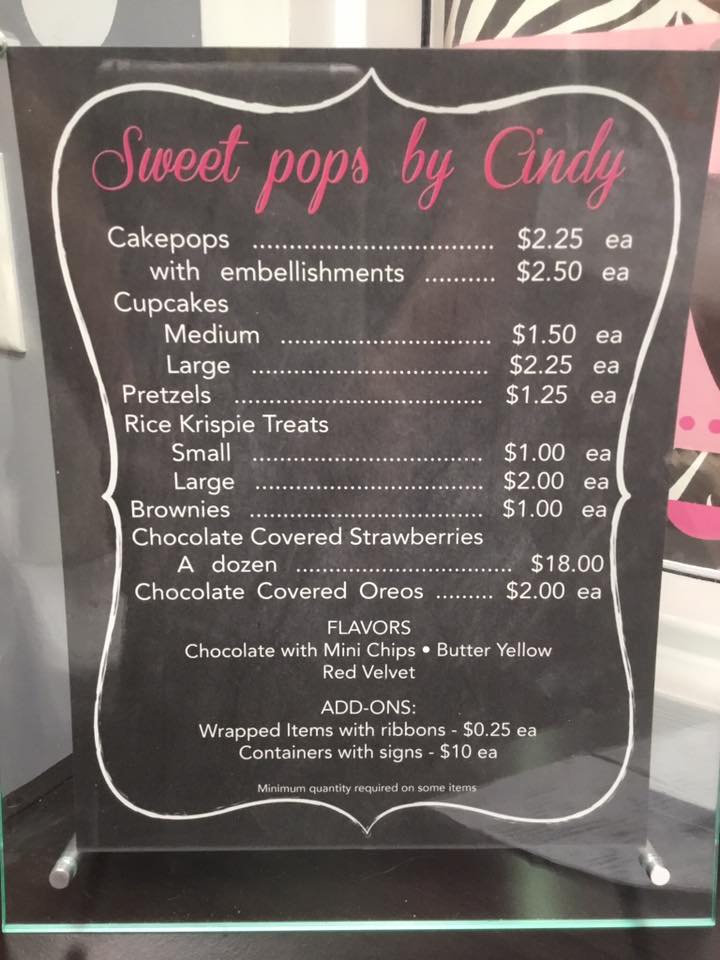 Sweet pops by Cindy
Cakepops .............................. $2.25 ea
with embellishments .......... $2.50 ea
Cupcakes
Medium .............................. $1.50 ea
Large .................................. $2.25 ea
Pretzels ................................... $1.25 ea
Rice Krispie Treats
Small ................................. $1.00 ea
Large ................................. $2.00 ea
Brownies ................................. $1.00 ea
Chocolate Covered Strawberries
A dozen ............................... $18.00
Chocolate Covered Oreos ......... $2.00 ea
FLAVORS
Chocolate with Mini Chips • Butter Yellow
Red Velvet
ADD-ONS:
Wrapped Items with ribbons - $0.25 ea
Containers with signs - $10 ea
Minimum quantity required on some items